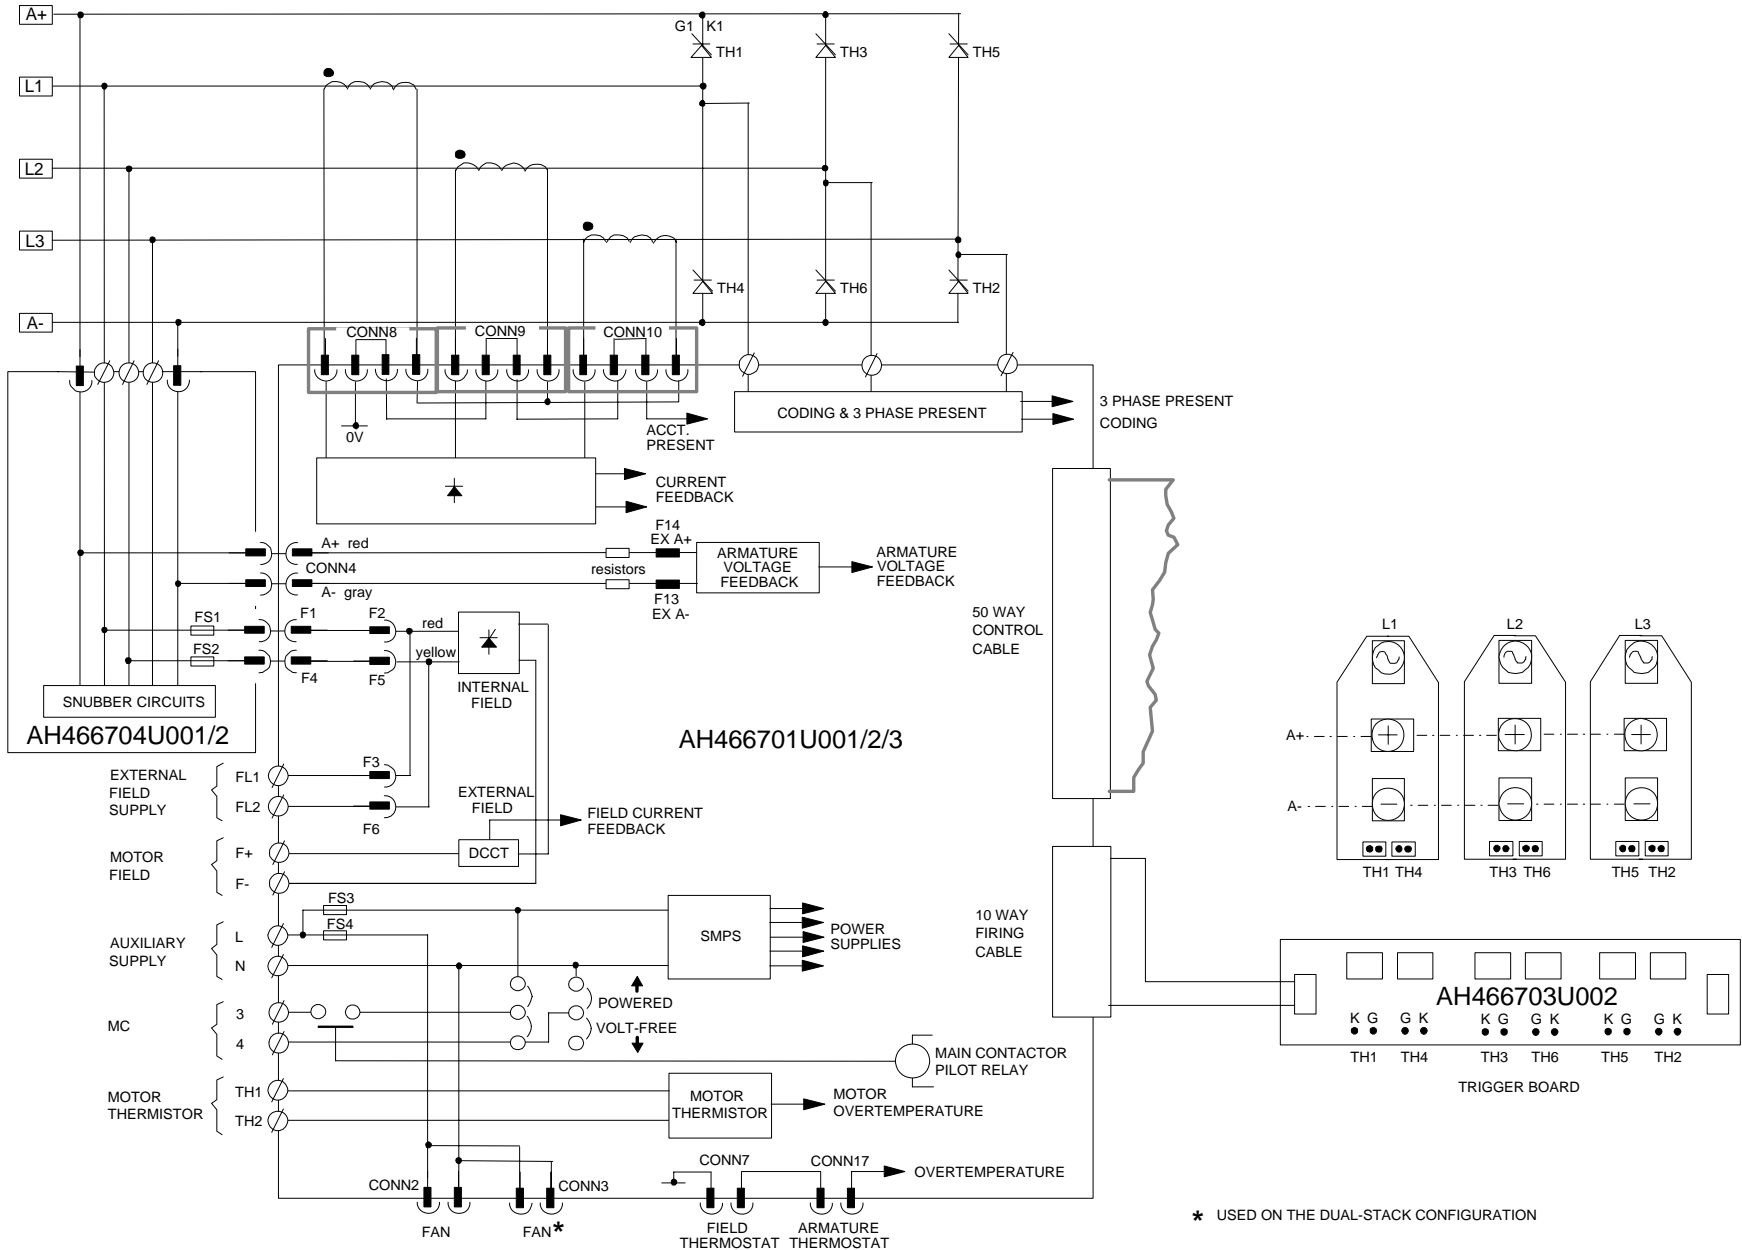 A+
G1 K1
TH1
TH3
TH5
L1
L2
L3
TH4
TH6
TH2
A-
CONN8
CONN9
CONN10
0V
ACCT.
PRESENT
CODING & 3 PHASE PRESENT
3 PHASE PRESENT
CODING
CURRENT
FEEDBACK
A+ red
CONN4
A- gray
resistors
F14
EX A+
F13
EX A-
ARMATURE
VOLTAGE
FEEDBACK
ARMATURE
VOLTAGE
FEEDBACK
FS1
FS2
F1
F2
F4
F5
red
yellow
INTERNAL
FIELD
SNUBBER CIRCUITS
AH466704U001/2
AH466701U001/2/3
50 WAY
CONTROL
CABLE
EXTERNAL
FIELD
SUPPLY
FL1
FL2
F3
F6
EXTERNAL
FIELD
FIELD CURRENT
FEEDBACK
DCCT
MOTOR
FIELD
F+
F-
AUXILIARY
SUPPLY
L
N
FS3
FS4
SMPS
POWER
SUPPLIES
10 WAY
FIRING
CABLE
MC
3
4
POWERED
VOLT-FREE
MAIN CONTACTOR
PILOT RELAY
MOTOR
THERMISTOR
TH1
TH2
MOTOR
THERMISTOR
MOTOR
OVERTEMPERATURE
CONN2
CONN3
FAN
FAN*
CONN7
CONN17
OVERTEMPERATURE
FIELD
THERMOSTAT
ARMATURE
THERMOSTAT
L1
L2
L3
A+
A-
TH1 TH4
TH3 TH6
TH5 TH2
AH466703U002
K G
G K
K G
G K
K G
G K
TH1
TH4
TH3
TH6
TH5
TH2
TRIGGER BOARD
* USED ON THE DUAL-STACK CONFIGURATION